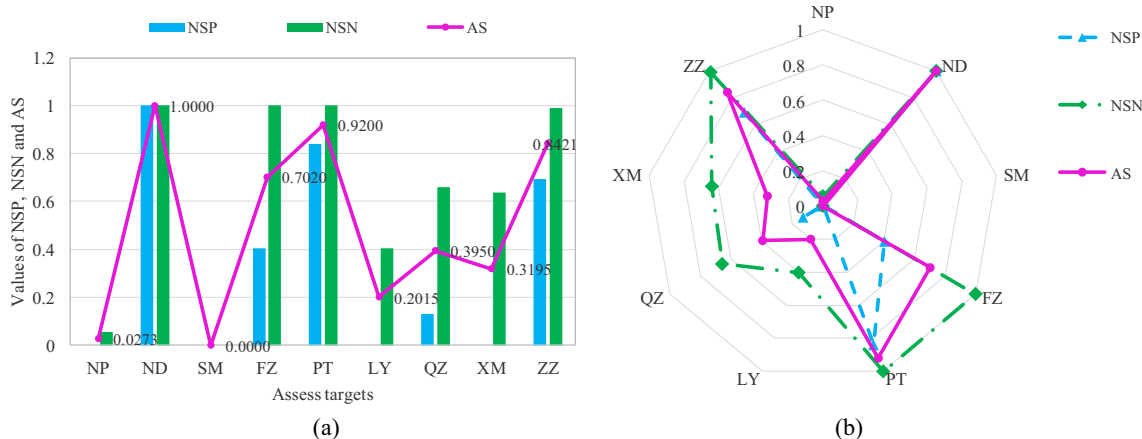 NSP NSN AS
Values of NSP, NSN and AS
1.2
1
0.8
0.6
0.4
0.2
0
0.0273
1.0000
0.0000
0.7020
0.9200
0.2015
0.3950
0.3195
0.8421
NP ND SM FZ PT LY QZ XM ZZ
Assess targets
(a)
NP
ND
SM
FZ
PT
LY
QZ
XM
ZZ
1
0.8
0.6
0.4
0.2
0
NSP
NSN
AS
(b)